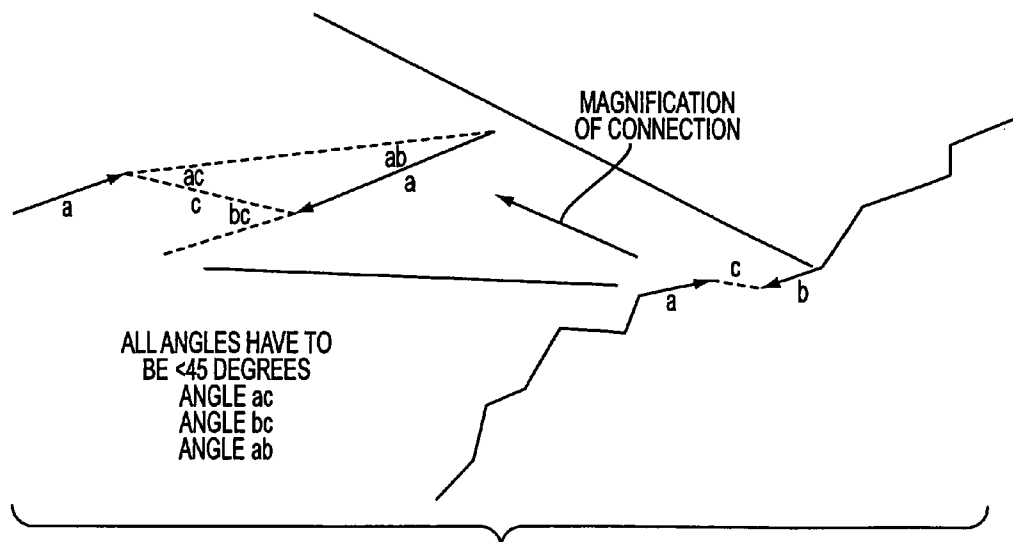 MAGNIFICATION
OF CONNECTION
ab
ac
a
a
c
bc
c
a
b
ALL ANGLES HAVE TO
BE <45 DEGREES
ANGLE ac
ANGLE bc
ANGLE ab